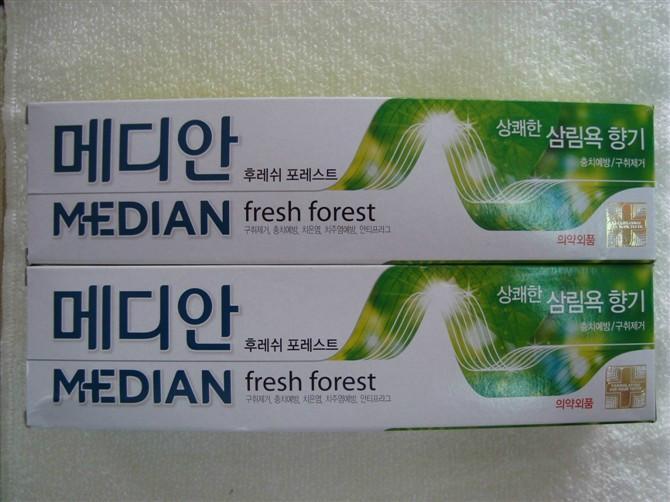 메디안
후레쉬 포레스트
상쾌한 삼림욕 향기
충치예방/구취제거
MEDIAN
fresh forest
구취제거, 충치예방, 치은염, 치주염예방, 안티프라그
의약외품
메디안
후레쉬 포레스트
상쾌한 삼림욕 향기
충치예방/구취제거
MEDIAN
fresh forest
구취제거, 충치예방, 치은염, 치주염예방, 안티프라그
의약외품